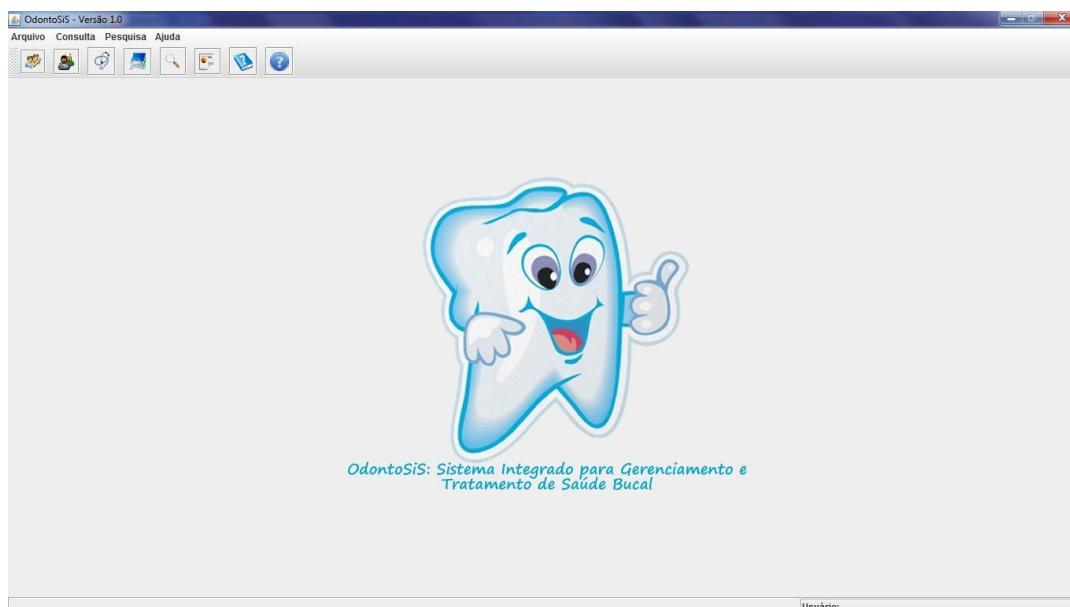 OdontoSiS - Versão 1.0
Arquivo Consulta Pesquisa Ajuda
OdontoSiS: Sistema Integrado para Gerenciamento e
Tratamento de Saúde Bucal
Usuário: